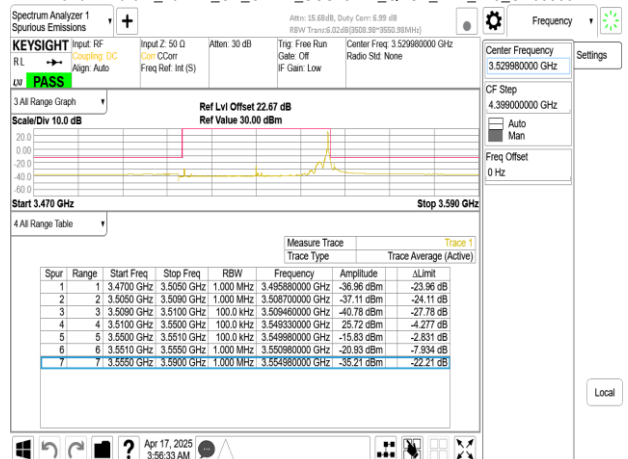 Spectrum Analyzer 1
Spurious Emissions
+
Attn: 15.68dB, Duty Corr: 6.99 dB
RBW Trans:6.02dB(3508.98~3550.98MHz)
Frequency
KEYSIGHT Input: RF Input Z: 50 Ω Atten: 30 dB Trig: Free Run Center Freq: 3.529980000 GHz
RL Coupling: DC Corr CCorr Gate: Off Radio Std: None
Align: Auto Freq Ref: Int (S) IF Gain: Low
LXI PASS
3 All Range Graph
Ref Lvl Offset 22.67 dB
Scale/Div 10.0 dB Ref Value 30.00 dBm
20.0
0.00
-20.0
-40.0
-60.0
Start 3.470 GHz Stop 3.590 GHz
4 All Range Table
Measure Trace Trace 1
Trace Type Trace Average (Active)
Spur Range Start Freq Stop Freq RBW Frequency Amplitude ΔLimit
1 1 3.4700 GHz 3.5050 GHz 1.000 MHz 3.495880000 GHz -36.96 dBm -23.96 dB
2 2 3.5050 GHz 3.5090 GHz 1.000 MHz 3.508700000 GHz -37.11 dBm -24.11 dB
3 3 3.5090 GHz 3.5100 GHz 100.0 kHz 3.509460000 GHz -40.78 dBm -27.78 dB
4 4 3.5100 GHz 3.5500 GHz 100.0 kHz 3.549330000 GHz 25.72 dBm -4.277 dB
5 5 3.5500 GHz 3.5510 GHz 100.0 kHz 3.549980000 GHz -15.83 dBm -2.831 dB
6 6 3.5510 GHz 3.5550 GHz 1.000 MHz 3.550980000 GHz -20.93 dBm -7.934 dB
7 7 3.5550 GHz 3.5900 GHz 1.000 MHz 3.554980000 GHz -35.21 dBm -22.21 dB
Center Frequency
3.529980000 GHz
Settings
CF Step
4.399000000 GHz
Auto
Man
Freq Offset
0 Hz
Local
?
Apr 17, 2025
3:56:33 AM